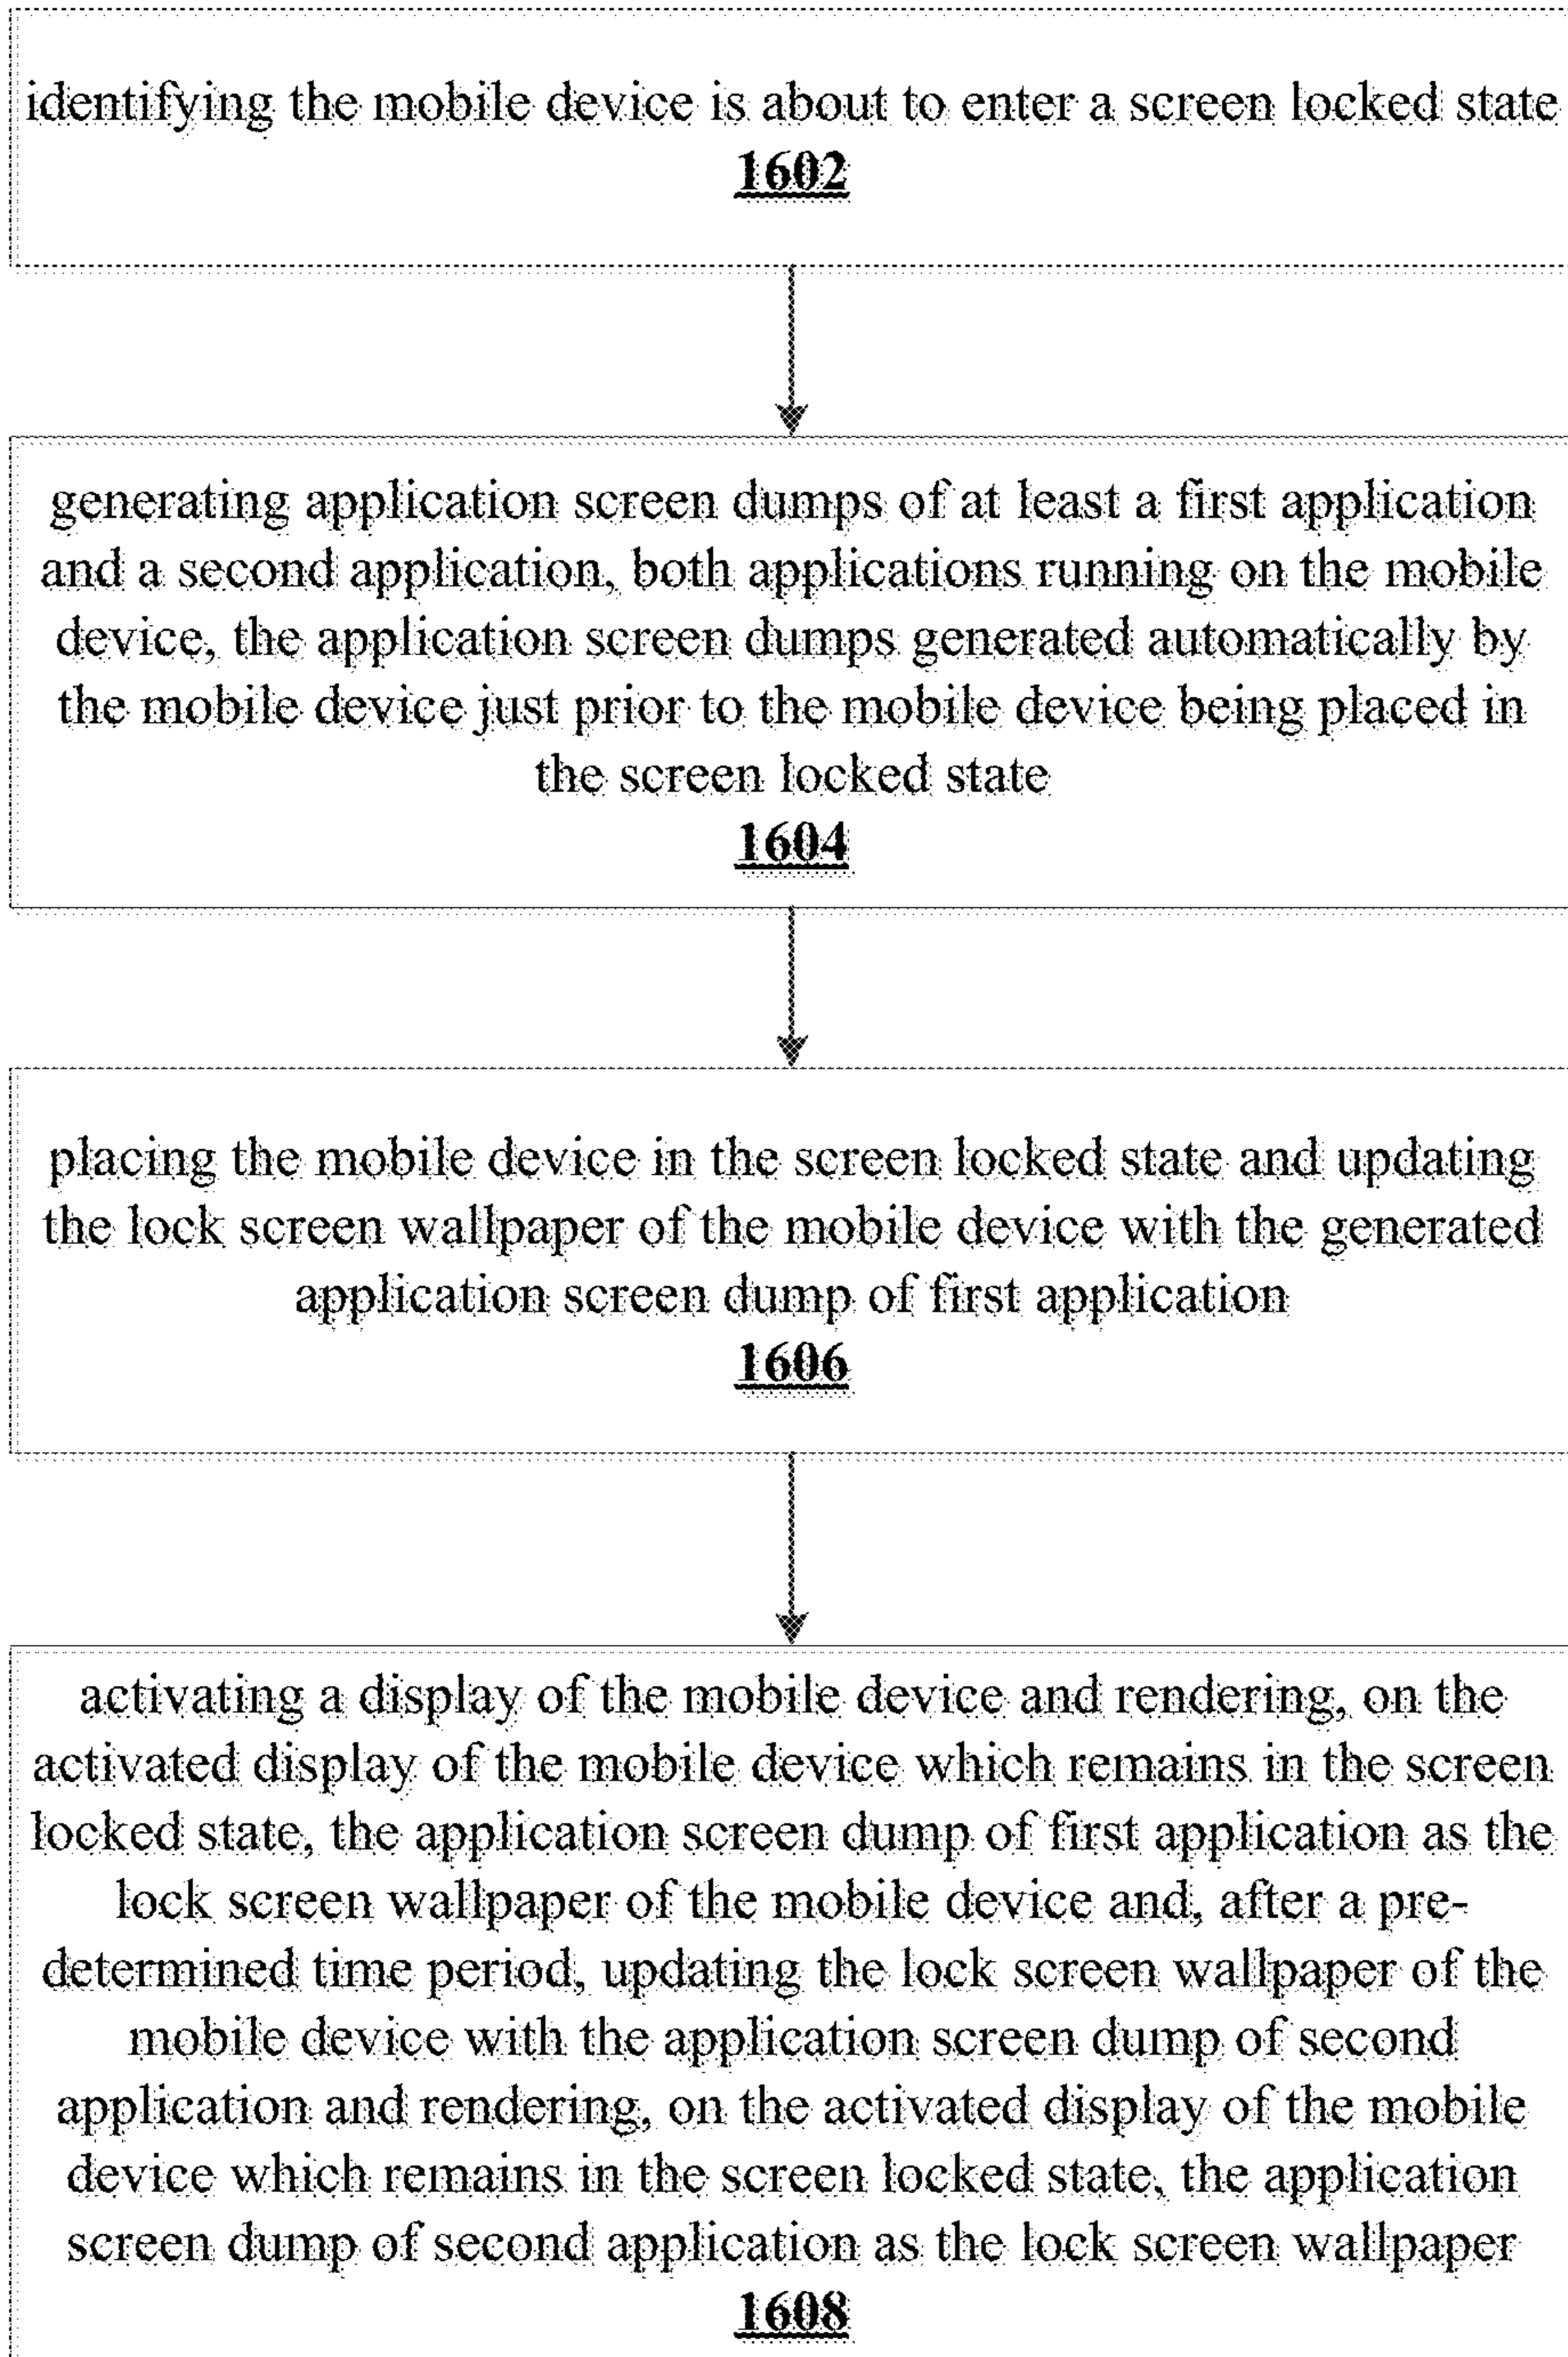 identifying the mobile device is about to enter a screen locked state
1602
generating application screen dumps of at least a first application
and a second application, both applications running on the mobile
device, the application screen dumps generated automatically by
the mobile device just prior to the mobile device being placed in
the screen locked state
1604
placing the mobile device in the screen locked state and updating
the lock screen wallpaper of the mobile device with the generated
application screen dump of first application
1606
activating a display of the mobile device and rendering, on the
activated display of the mobile device which remains in the screen
locked state, the application screen dump of first application as the
lock screen wallpaper of the mobile device and, after a pre-
determined time period, updating the lock screen wallpaper of the
mobile device with the application screen dump of second
application and rendering, on the activated display of the mobile
device which remains in the screen locked state, the application
screen dump of second application as the lock screen wallpaper
1608